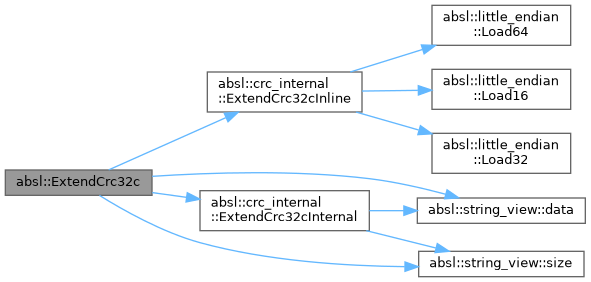 absl::little_endian
::Load64
absl::crc_internal
::ExtendCrc32cInline
absl::little_endian
::Load16
absl::little_endian
::Load32
absl::ExtendCrc32c
absl::crc_internal
::ExtendCrc32cInternal
absl::string_view::data
absl::string_view::size